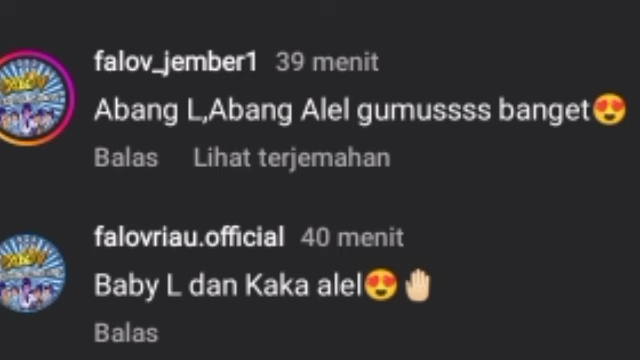 falov_jember1 39 menit
Abang L,Abang Alel gumussss banget😍
Balas Lihat terjemahan
falovriau.official 40 menit
Baby L dan Kaka alel😍🤚🏼
Balas